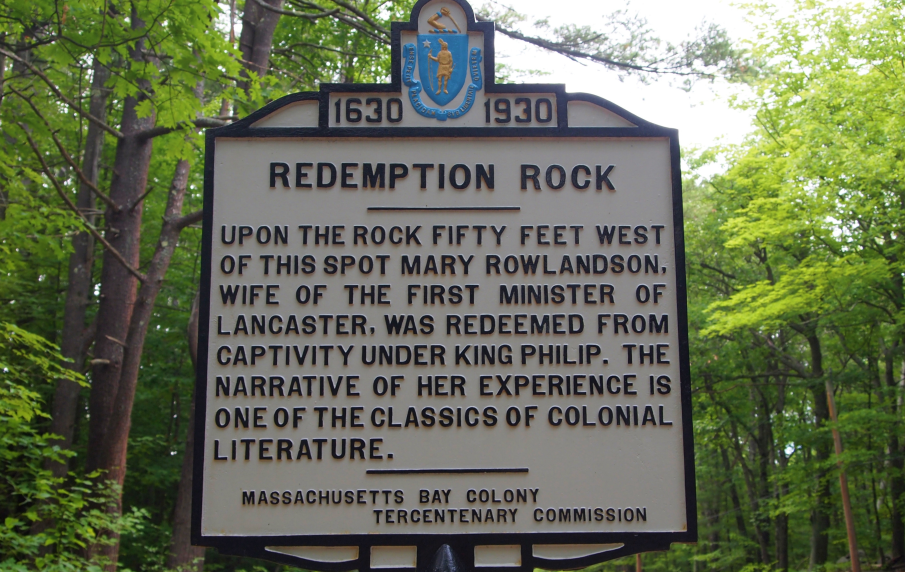 1630 1930
REDEMPTION ROCK
UPON THE ROCK FIFTY FEET WEST
OF THIS SPOT MARY ROWLANDSON,
WIFE OF THE FIRST MINISTER OF
LANCASTER, WAS REDEEMED FROM
CAPTIVITY UNDER KING PHILIP. THE
NARRATIVE OF HER EXPERIENCE IS
ONE OF THE CLASSICS OF COLONIAL
LITERATURE.
MASSACHUSETTS BAY COLONY
TERCENTENARY COMMISSION